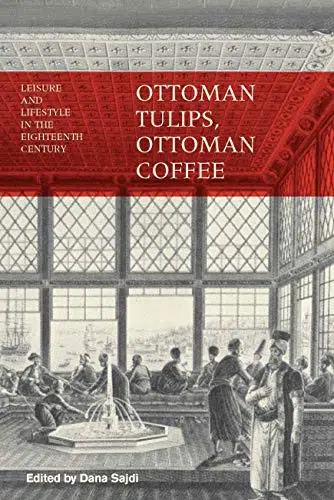 LEISURE
AND
LIFESTYLE
IN THE
EIGHTEENTH
CENTURY
OTTOMAN
TULIPS,
OTTOMAN
COFFEE
Edited by Dana Sajdi